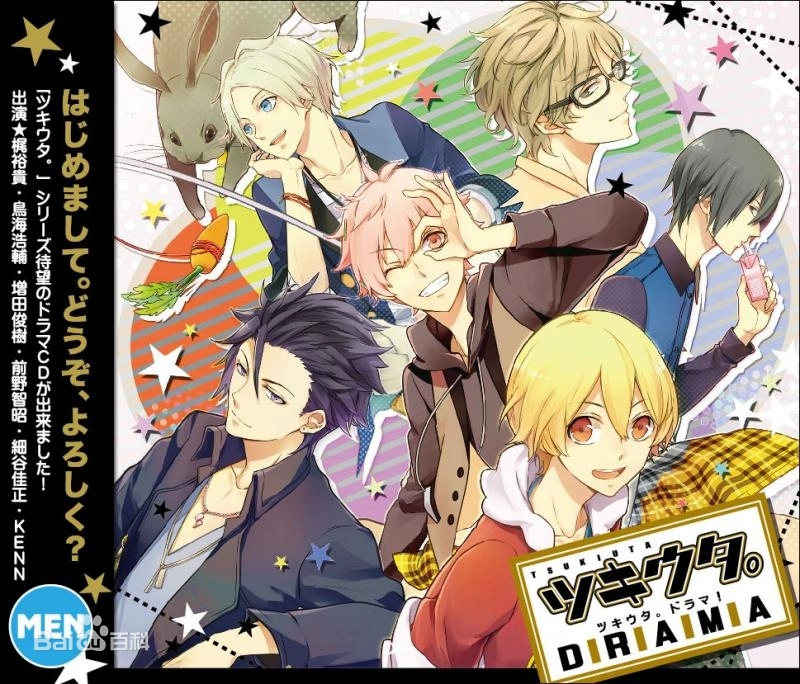 はじめまして。どうぞ、よろしく?
「ツキウタ。」シリーズ待望のドラマCDが出来ました!
出演★梶裕貴・鳥海浩輔・増田俊樹・前野智昭・細谷佳正・KENN
MEN
Bai百科
TSUKIUTA
ツキウタ。
ツキウタ。ドラマ!
DRAMA